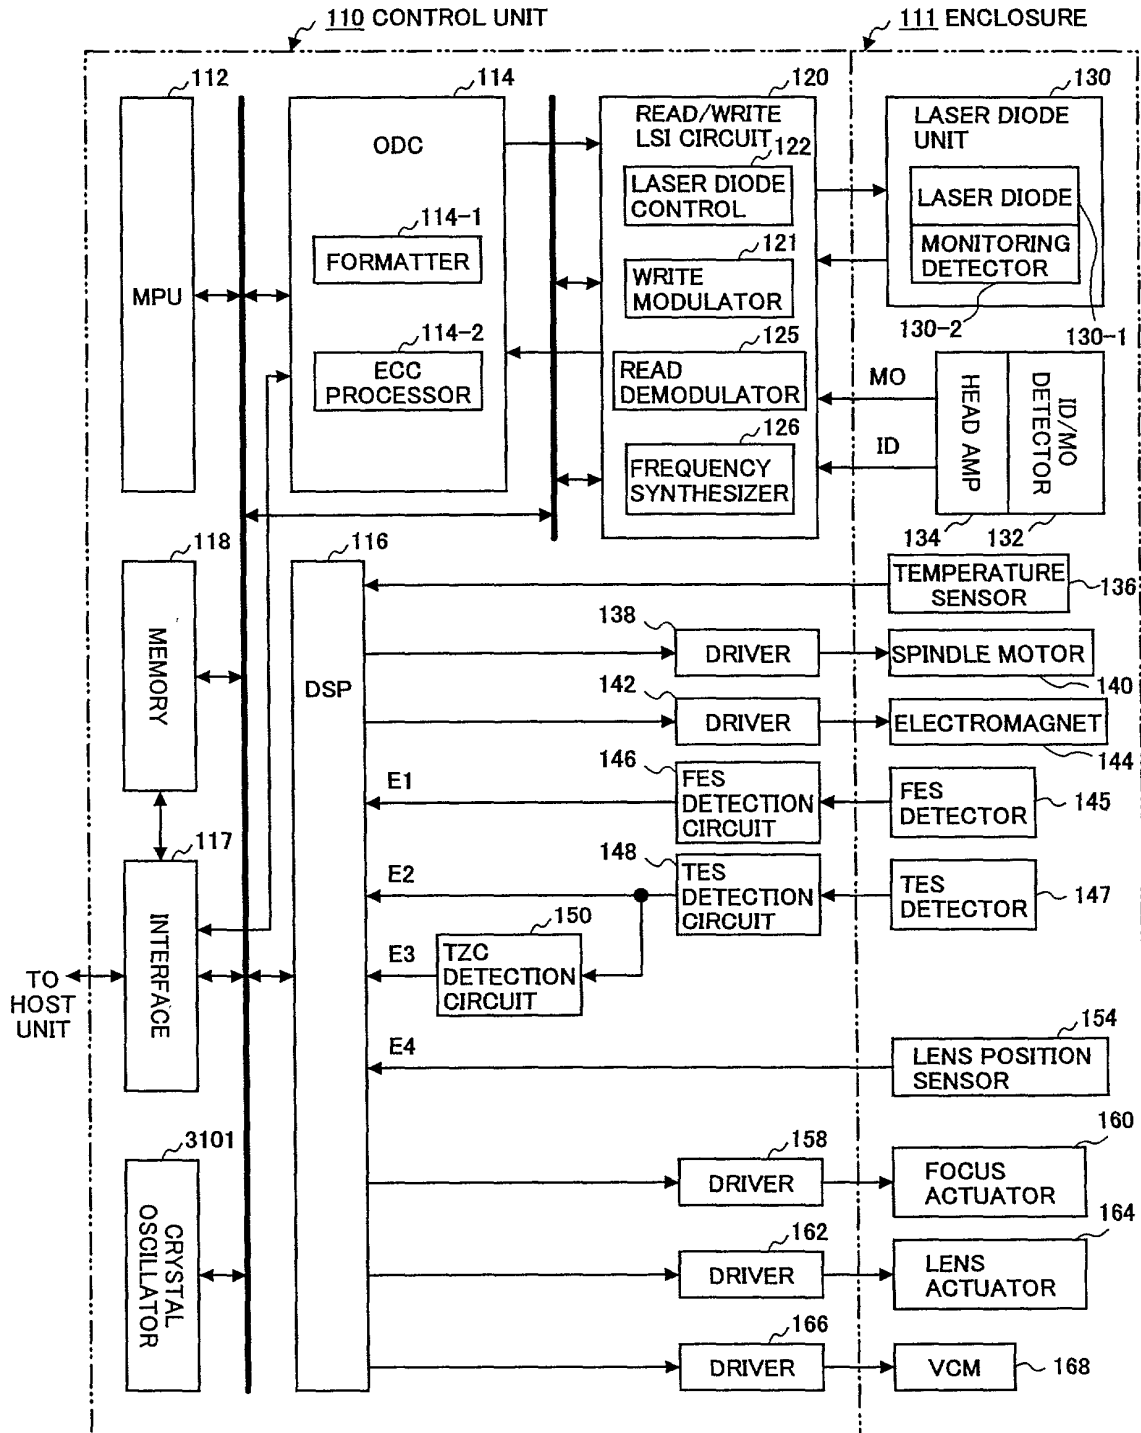 110 CONTROL UNIT
111 ENCLOSURE
112
MPU
114
ODC
114-1
FORMATTER
114-2
ECC
PROCESSOR
120
READ/WRITE
LSI CIRCUIT
122
LASER DIODE
CONTROL
121
WRITE
MODULATOR
125
READ
DEMODULATOR
126
FREQUENCY
SYNTHESIZER
130
LASER DIODE
UNIT
LASER DIODE
MONITORING
DETECTOR
130-2
130-1
MO
ID
HEAD AMP
ID/MO
DETECTOR
134
132
118
MEMORY
117
INTERFACE
TO
HOST
UNIT
3101
CRYSTAL
OSCILLATOR
116
DSP
TEMPERATURE
SENSOR
136
138
DRIVER
SPINDLE MOTOR
140
142
DRIVER
ELECTROMAGNET
144
E1
146
FES
DETECTION
CIRCUIT
FES
DETECTOR
145
E2
148
TES
DETECTION
CIRCUIT
TES
DETECTOR
147
E3
150
TZC
DETECTION
CIRCUIT
E4
154
LENS POSITION
SENSOR
158
DRIVER
160
FOCUS
ACTUATOR
162
DRIVER
164
LENS
ACTUATOR
166
DRIVER
VCM
168